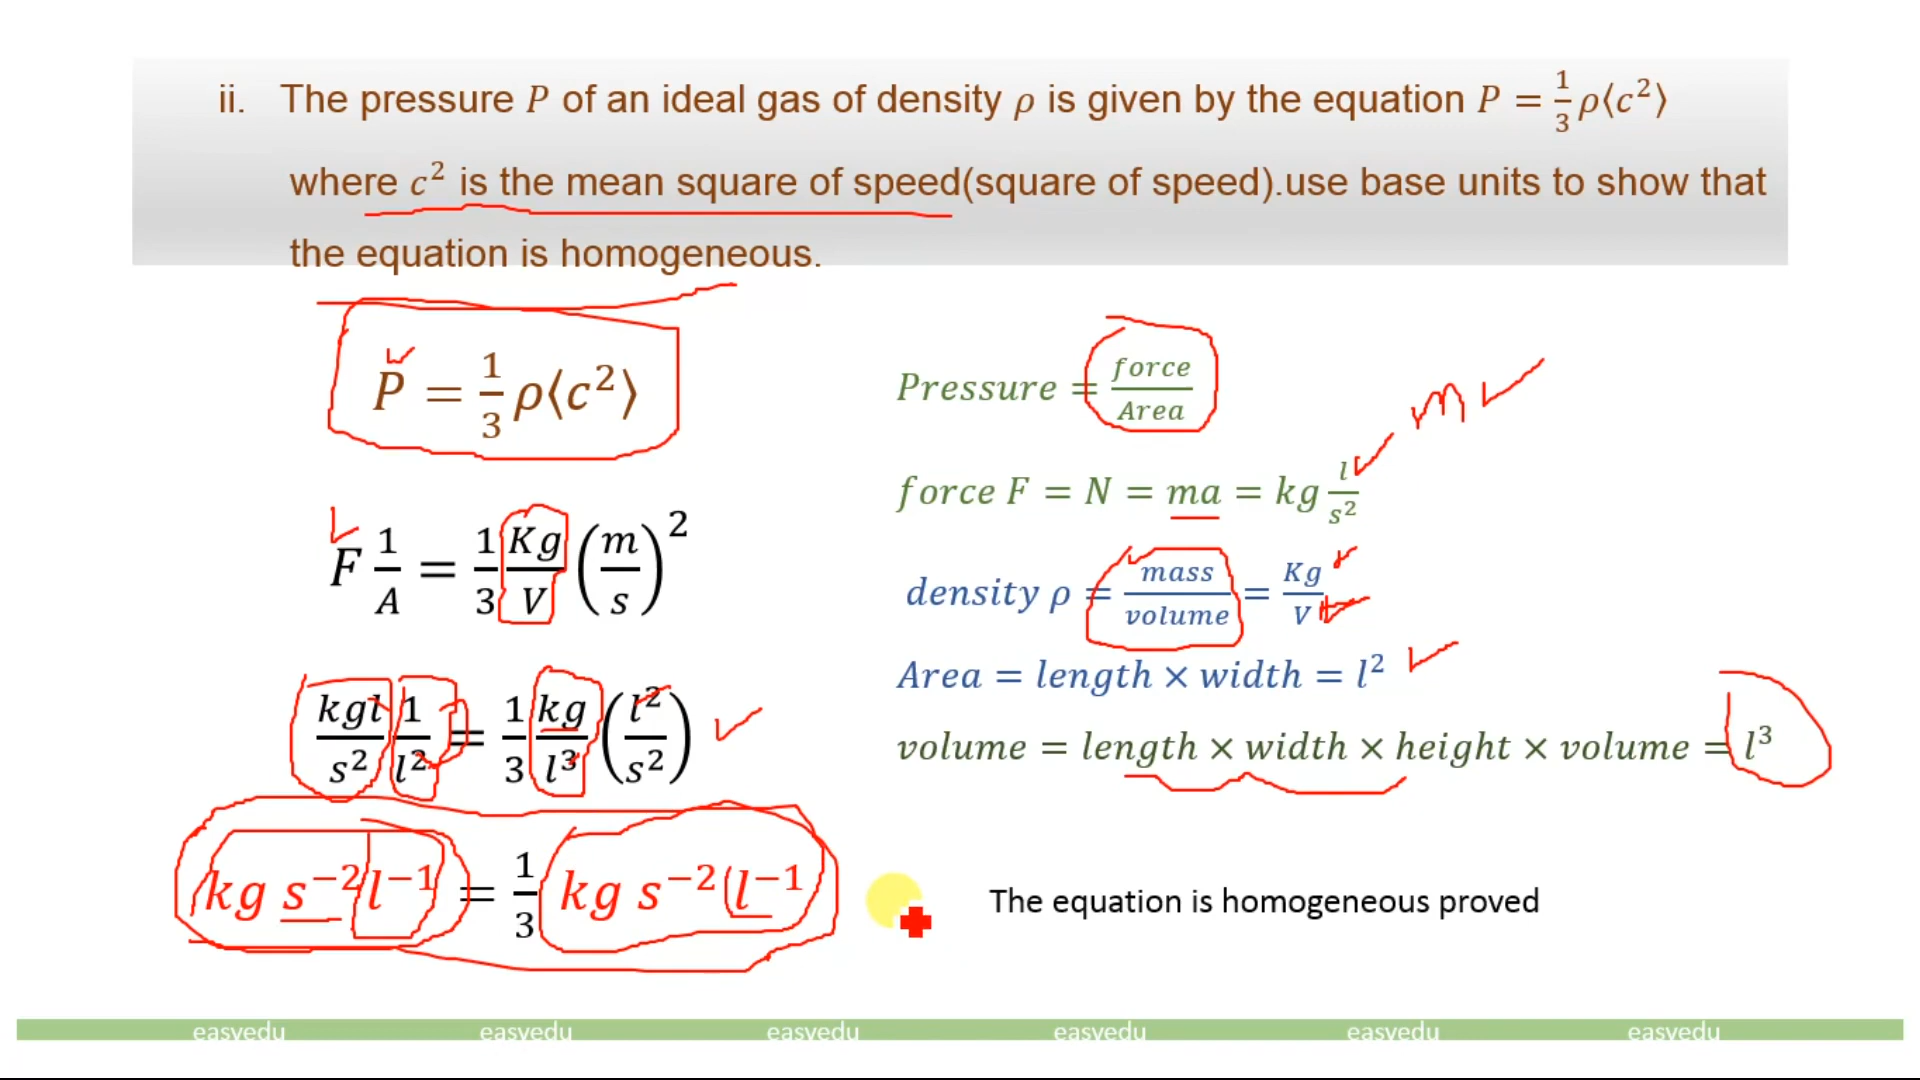 ii. The pressure P of an ideal gas of density ρ is given by the equation P = 1/3 ρ⟨c²⟩
where c² is the mean square of speed(square of speed).use base units to show that
the equation is homogeneous.
P = 1/3 ρ⟨c²⟩
F 1/A = 1/3 Kg/V (m/s)²
kgl/s² 1/l² = 1/3 kg/l³ (l²/s²)
kg s⁻² l⁻¹ = 1/3 kg s⁻² l⁻¹
Pressure = force/Area
m
force F = N = ma = kg l/s²
density ρ = mass/volume = Kg/V
Area = length × width = l²
volume = length × width × height × volume = l³
The equation is homogeneous proved
easyedu easyedu easyedu easyedu easyedu easyedu